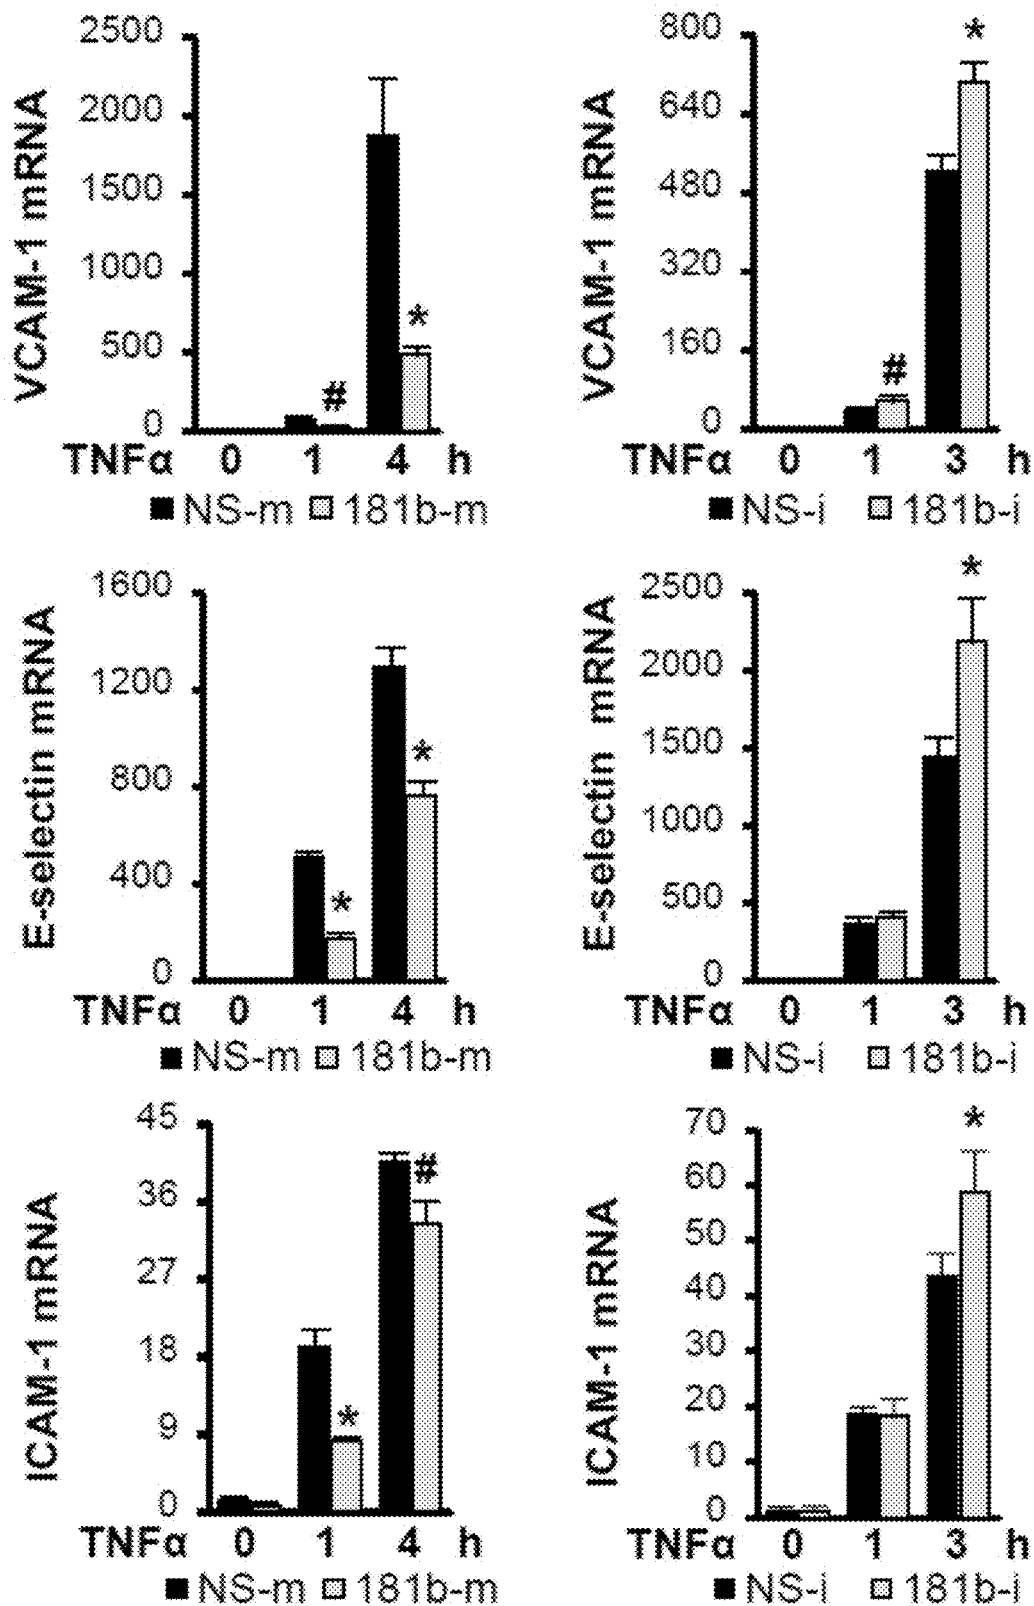 VCAM-1 mRNA
2500
2000
1500
1000
500
0
#
*
TNFα 0 1 4 h
NS-m 181b-m
VCAM-1 mRNA
800
640
480
320
160
0
#
*
TNFα 0 1 3 h
NS-i 181b-i
E-selectin mRNA
1600
1200
800
400
0
*
*
TNFα 0 1 4 h
NS-m 181b-m
E-selectin mRNA
2500
2000
1500
1000
500
0
*
TNFα 0 1 3 h
NS-i 181b-i
ICAM-1 mRNA
45
36
27
18
9
0
*
#
TNFα 0 1 4 h
NS-m 181b-m
ICAM-1 mRNA
70
60
50
40
30
20
10
0
*
TNFα 0 1 3 h
NS-i 181b-i